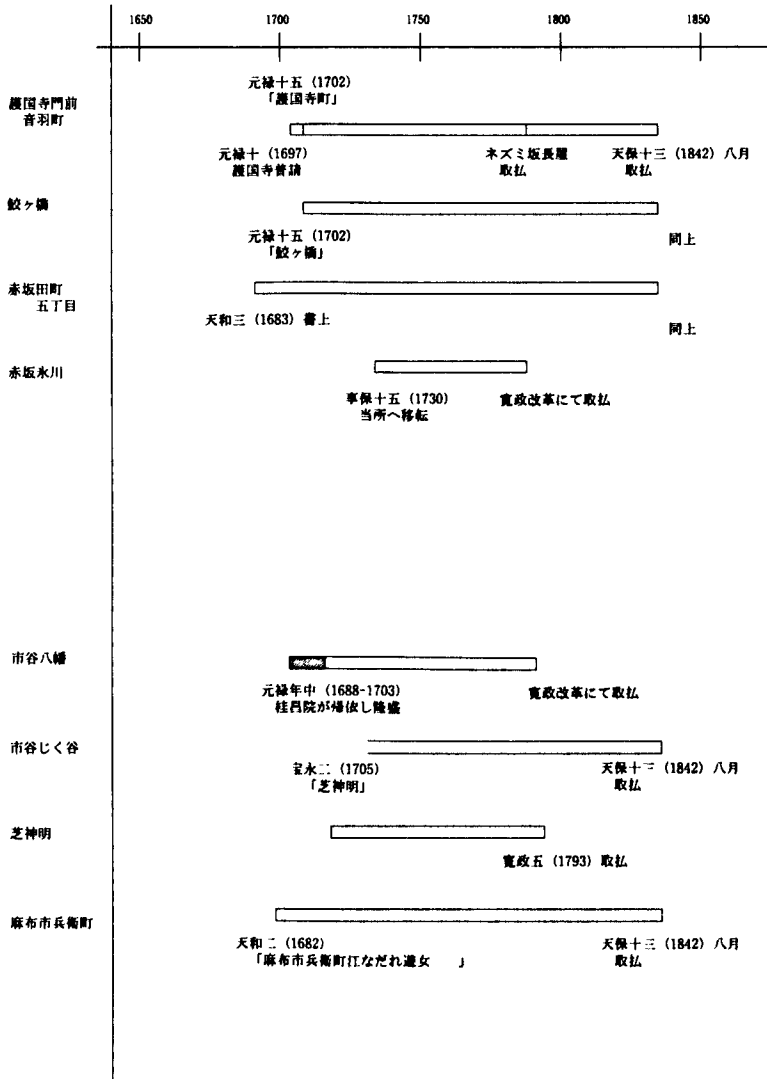 1650 1700 1750 1800 1850
元禄十五 (1702)
「護国寺町」
護国寺門前
音羽町
元禄十 (1697)
護国寺普請
ネズミ坂長屋
取払
天保十三 (1842) 八月
取払
鮫ヶ橋
元禄十五 (1702)
「鮫ヶ橋」
同上
赤坂田町
五丁目
天和三 (1683) 書上
同上
赤坂氷川
享保十五 (1730)
当所へ移転
寛政改革にて取払
市谷八幡
元禄年中 (1688-1703)
桂昌院が帰依し隆盛
寛政改革にて取払
市谷じく谷
宝永二 (1705)
「芝神明」
天保十三 (1842) 八月
取払
芝神明
寛政五 (1793) 取払
麻布市兵衛町
天和二 (1682)
「麻布市兵衛町江なだれ遊女　　」
天保十三 (1842) 八月
取払